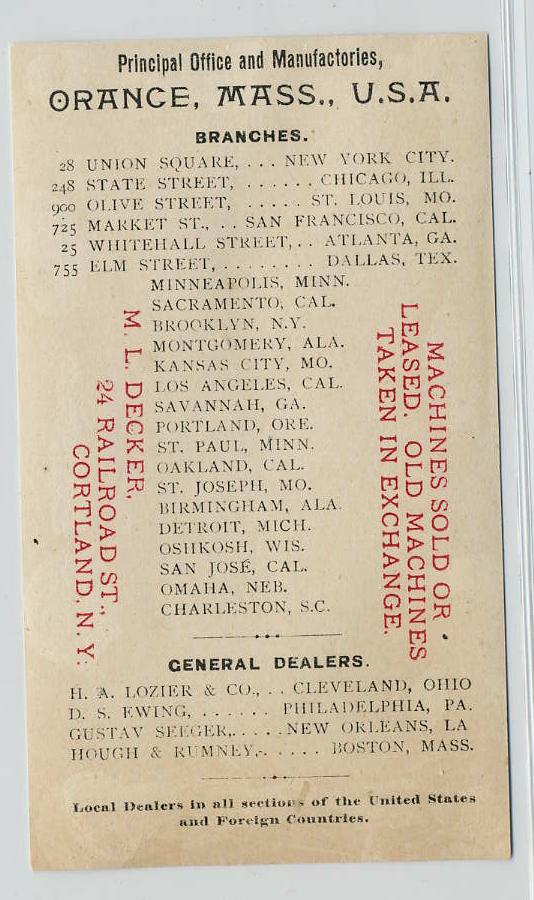 Principal Office and Manufactories,
ORANGE, MASS., U.S.A.
BRANCHES.
28 UNION SQUARE, . . . NEW YORK CITY.
248 STATE STREET, . . . . . . CHICAGO, ILL.
900 OLIVE STREET, . . . . . ST. LOUIS, MO.
725 MARKET ST., . . SAN FRANCISCO, CAL.
25 WHITEHALL STREET, . . ATLANTA, GA.
755 ELM STREET, . . . . . . . . DALLAS, TEX.
MINNEAPOLIS, MINN.
SACRAMENTO, CAL.
BROOKLYN, N.Y.
MONTGOMERY, ALA.
KANSAS CITY, MO.
LOS ANGELES, CAL.
SAVANNAH, GA.
PORTLAND, ORE.
ST. PAUL, MINN.
OAKLAND, CAL.
ST. JOSEPH, MO.
BIRMINGHAM, ALA.
DETROIT, MICH.
OSHKOSH, WIS.
SAN JOSÉ, CAL.
OMAHA, NEB.
CHARLESTON, S.C.
M. L. DECKER,
24 RAILROAD ST.,
CORTLAND, N. Y.
MACHINES SOLD OR
LEASED. OLD MACHINES
TAKEN IN EXCHANGE.
GENERAL DEALERS.
H. A. LOZIER & CO., . . CLEVELAND, OHIO
D. S. EWING, . . . . . . PHILADELPHIA, PA.
GUSTAV SEEGER, . . . . . NEW ORLEANS, LA
HOUGH & RUMNEY, . . . . . BOSTON, MASS.
Local Dealers in all sections of the United States
and Foreign Countries.